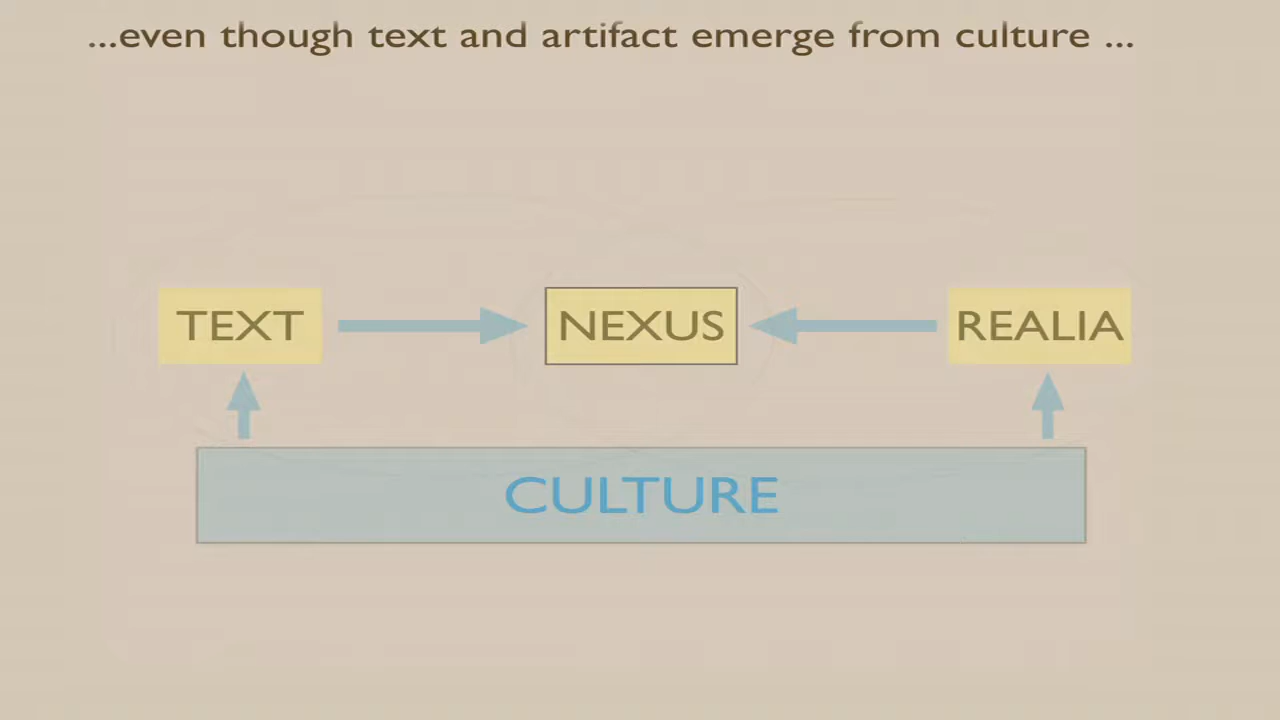 ...even though text and artifact emerge from culture ...
TEXT
NEXUS
REALIA
CULTURE